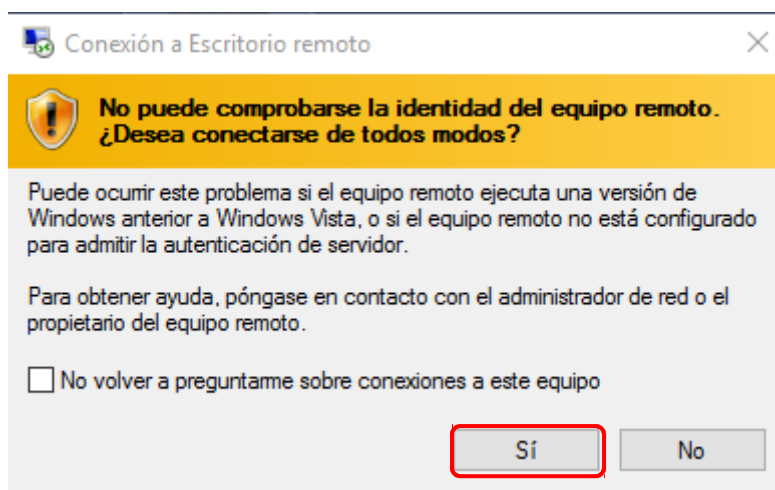 Conexión a Escritorio remoto
No puede comprobarse la identidad del equipo remoto.
¿Desea conectarse de todos modos?
Puede ocurrir este problema si el equipo remoto ejecuta una versión de
Windows anterior a Windows Vista, o si el equipo remoto no está configurado
para admitir la autenticación de servidor.
Para obtener ayuda, póngase en contacto con el administrador de red o el
propietario del equipo remoto.
No volver a preguntarme sobre conexiones a este equipo
Sí No